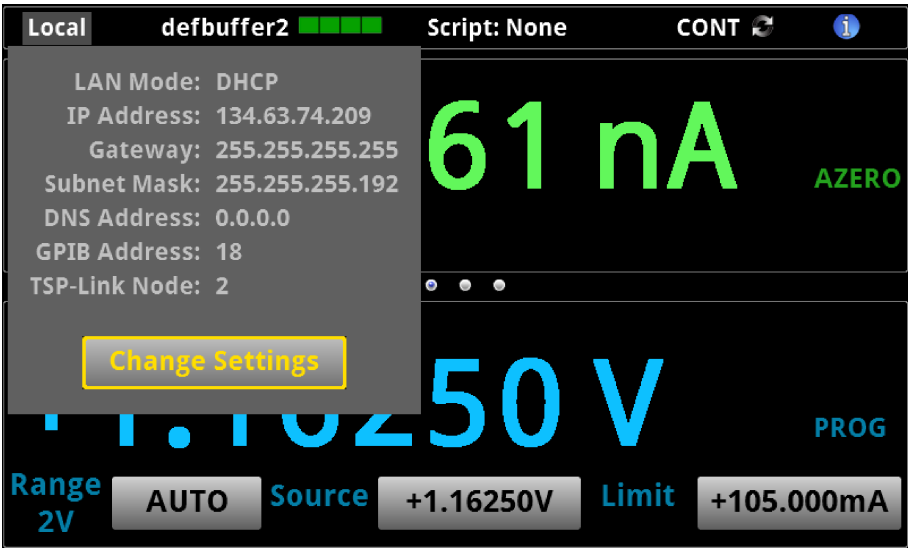 Local defbuffer2 Script: None CONT i
LAN Mode: DHCP
IP Address: 134.63.74.209
Gateway: 255.255.255.255
Subnet Mask: 255.255.255.192
DNS Address: 0.0.0.0
GPIB Address: 18
TSP-Link Node: 2
Change Settings
61 nA
AZERO
+1.16250 V
PROG
Range
2V
AUTO
Source
+1.16250V
Limit
+105.000mA